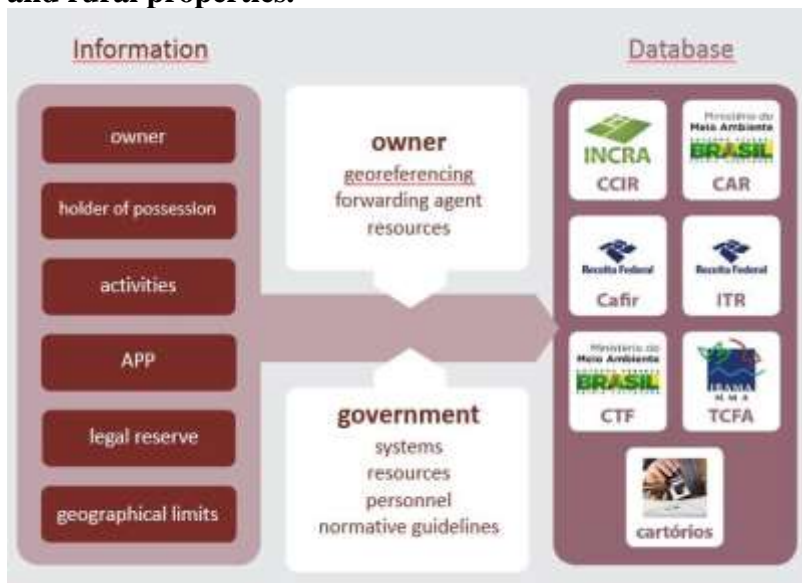 and rural properties.
Information
owner
holder of possession
activities
APP
legal reserve
geographical limits
owner
georeferencing
forwarding agent
resources
government
systems
resources
personnel
normative guidelines
Database
INCRA
CCIR
Ministério do
Meio Ambiente
BRASIL
CAR
Receita Federal
Cafir
Receita Federal
ITR
Ministério do
Meio Ambiente
BRASIL
CTF
IBAMA
M M A
TCFA
cartórios